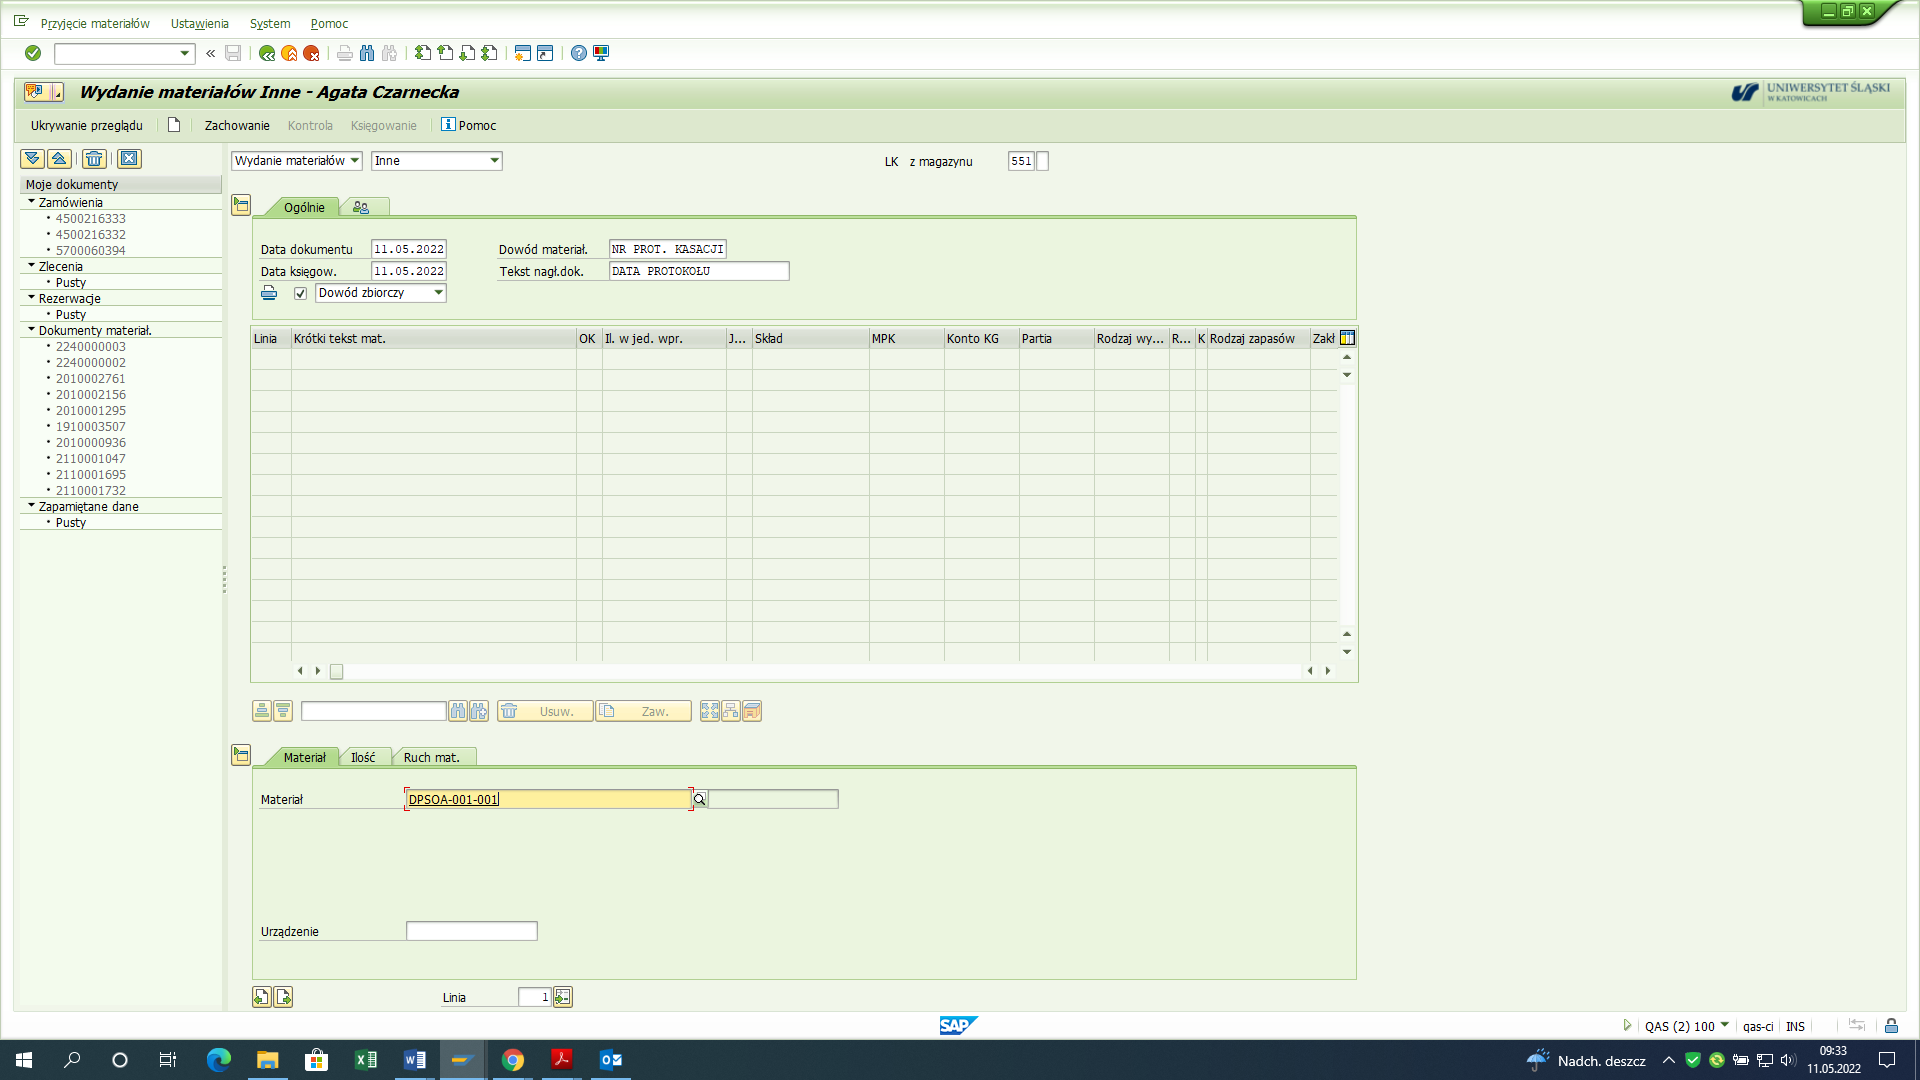 Przyjęcie materiałów Ustawienia System Pomoc
Wydanie materiałów Inne - Agata Czarnecka
UNIWERSYTET ŚLĄSKI
W KATOWICACH
Ukrywanie przeglądu Zachowanie Kontrola Księgowanie Pomoc
Wydanie materiałów Inne LK z magazynu 551
Moje dokumenty
Zamówienia
4500216333
4500216332
5700060394
Zlecenia
Pusty
Rezerwacje
Pusty
Dokumenty materiał.
2240000003
2240000002
2010002761
2010002156
2010001295
1910003507
2010000936
2110001047
2110001695
2110001732
Zapamiętane dane
Pusty
Ogólnie
Data dokumentu 11.05.2022 Dowód materiał. NR PROT. KASACJI
Data księgow. 11.05.2022 Tekst nagł.dok. DATA PROTOKOŁU
Dowód zbiorczy
Linia Krótki tekst mat. OK Il. w jed. wpr. J... Skład MPK Konto KG Partia Rodzaj wy... R... K Rodzaj zapasów Zakł
Usuw. Zaw.
Materiał Ilość Ruch mat.
Materiał DPSOA-001-001
Urządzenie
Linia 1
SAP
QAS (2) 100 qas-ci INS
Nadch. deszcz
09:33
11.05.2022